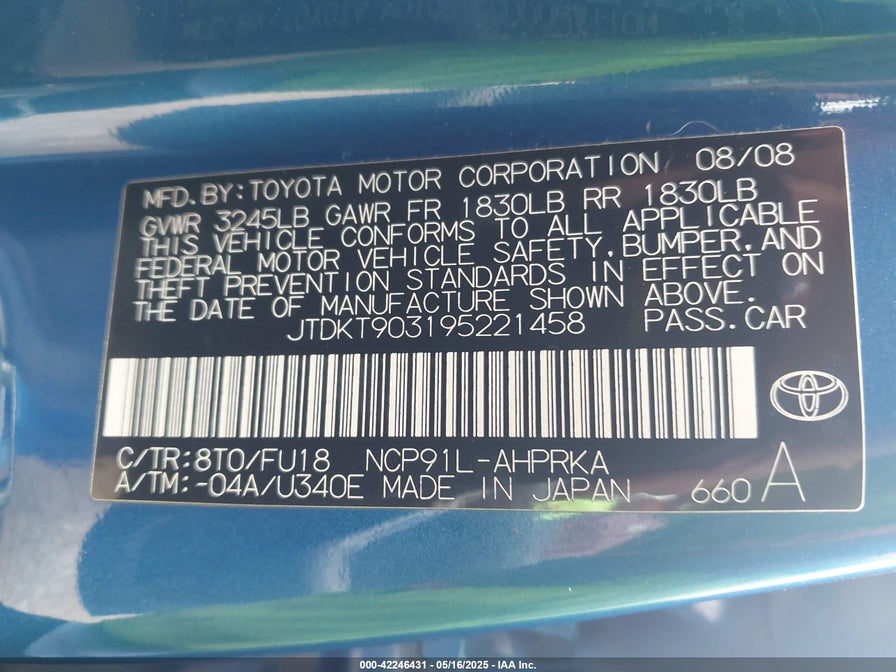 MFD.BY:TOYOTA MOTOR CORPORATION 08/08
GVWR 3245LB GAWR FR 1830LB RR 1830LB
THIS VEHICLE CONFORMS TO ALL APPLICABLE
FEDERAL MOTOR VEHICLE SAFETY,BUMPER,AND
THEFT PREVENTION STANDARDS IN EFFECT ON
THE DATE OF MANUFACTURE SHOWN ABOVE.
JTDKT903195221458 PASS.CAR
C/TR:8T0/FU18 NCP91L-AHPRKA
A/TM:-04A/U340E MADE IN JAPAN 660 A
000-42246431 - 05/16/2025 - IAA Inc.